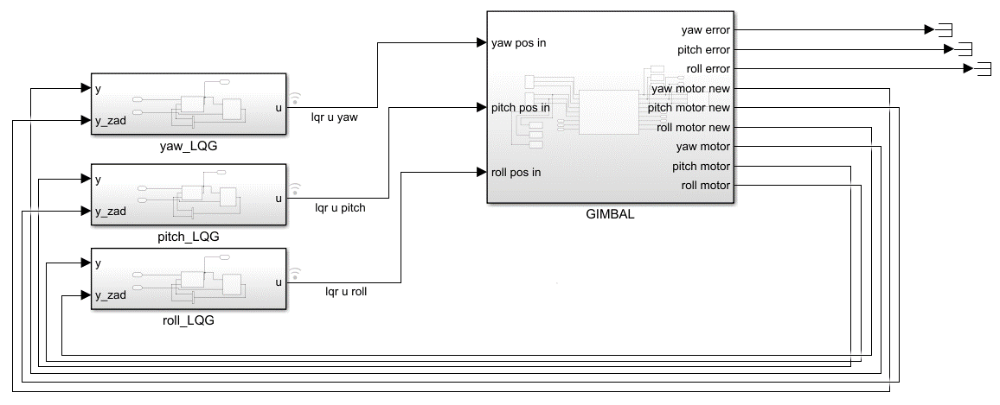 y
y_zad
u
yaw_LQG
lqr u yaw
y
y_zad
u
pitch_LQG
lqr u pitch
y
y_zad
u
roll_LQG
lqr u roll
yaw pos in
pitch pos in
roll pos in
yaw error
pitch error
roll error
yaw motor new
pitch motor new
roll motor new
yaw motor
pitch motor
roll motor
GIMBAL